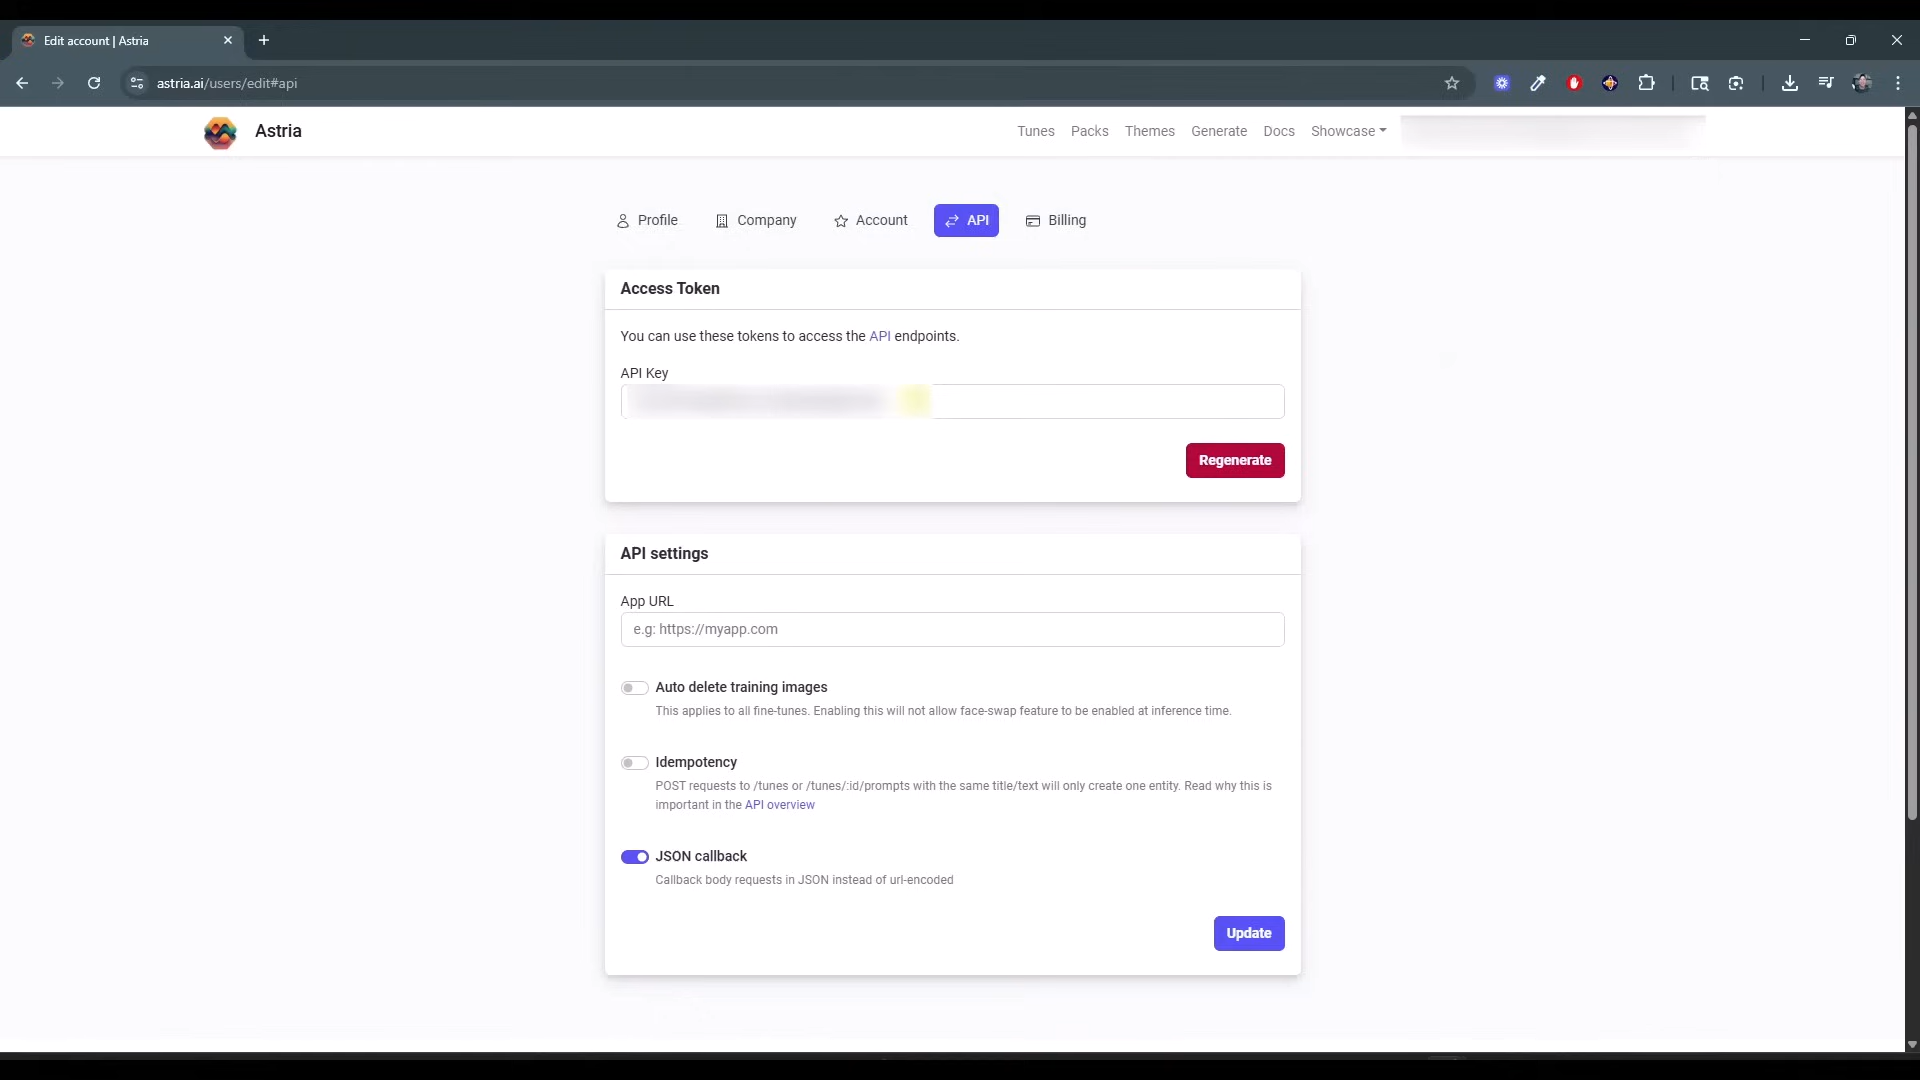 Edit account | Astria
astria.ai/users/edit#api
Astria
Tunes
Packs
Themes
Generate
Docs
Showcase
Profile
Company
Account
API
Billing
Access Token
You can use these tokens to access the API endpoints.
API Key
Regenerate
API settings
App URL
e.g: https://myapp.com
Auto delete training images
This applies to all fine-tunes. Enabling this will not allow face-swap feature to be enabled at inference time.
Idempotency
POST requests to /tunes or /tunes/:id/prompts with the same title/text will only create one entity. Read why this is
important in the API overview
JSON callback
Callback body requests in JSON instead of url-encoded
Update